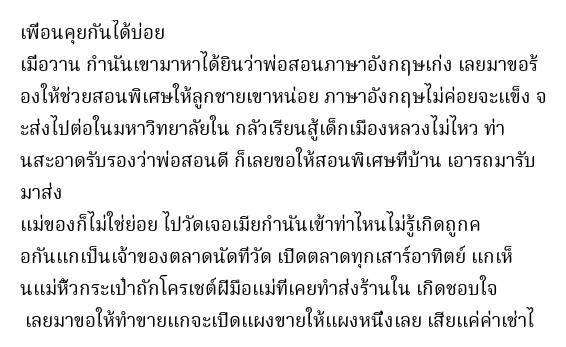 เพื่อนคุยกันได้บ่อย
เมื่อวาน กำนันเขามาหาได้ยินว่าพ่อสอนภาษาอังกฤษเก่ง เลยมาขอร้
องให้ช่วยสอนพิเศษให้ลูกชายเขาหน่อย ภาษาอังกฤษไม่ค่อยจะแข็ง จ
ะส่งไปต่อในมหาวิทยาลัยใน กลัวเรียนสู้เด็กเมืองหลวงไม่ไหว ท่า
นสะอาดรับรองว่าพ่อสอนดี ก็เลยขอให้สอนพิเศษที่บ้าน เอารถมารับ
มาส่ง
แม่ของก็ไม่ใช่ย่อย ไปวัดเจอเมียกำนันเข้าท่าไหนไม่รู้เกิดถูกค
อกันแกเป็นเจ้าของตลาดนัดที่วัด เปิดตลาดทุกเสาร์อาทิตย์ แกเห็
นแม่หิ้วกระเป๋าถักโครเชต์ฝีมือแม่ที่เคยทำส่งร้านใน เกิดชอบใจ
เลยมาขอให้ทำขายแกจะเปิดแผงขายให้แผงหนึ่งเลย เสียแค่ค่าเช่าไ